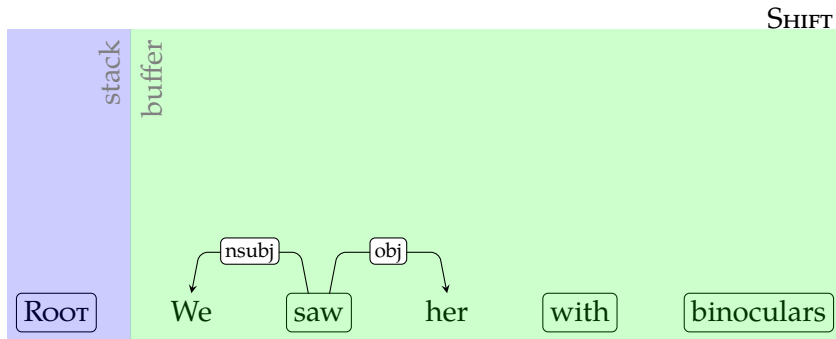 SHIFT
stack
buffer
nsubj obj
ROOT We saw her with binoculars